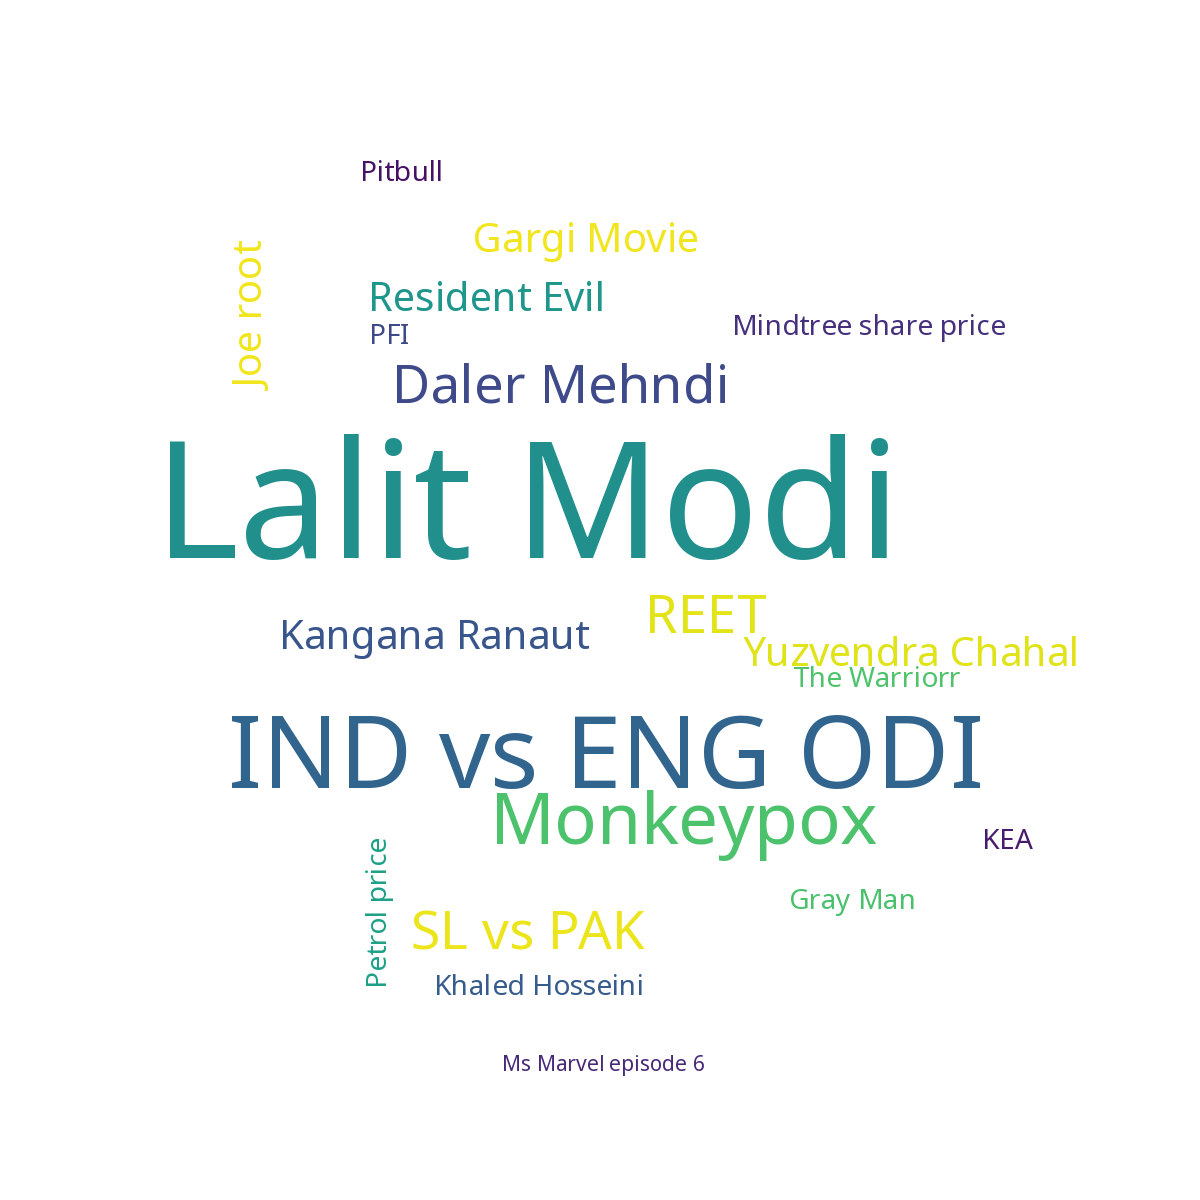 Pitbull
Gargi Movie
Joe root
Resident Evil
PFI
Mindtree share price
Daler Mehndi
Lalit Modi
REET
Kangana Ranaut
Yuzvendra Chahal
The Warriorr
IND vs ENG ODI
Monkeypox
KEA
Petrol price
Gray Man
SL vs PAK
Khaled Hosseini
Ms Marvel episode 6